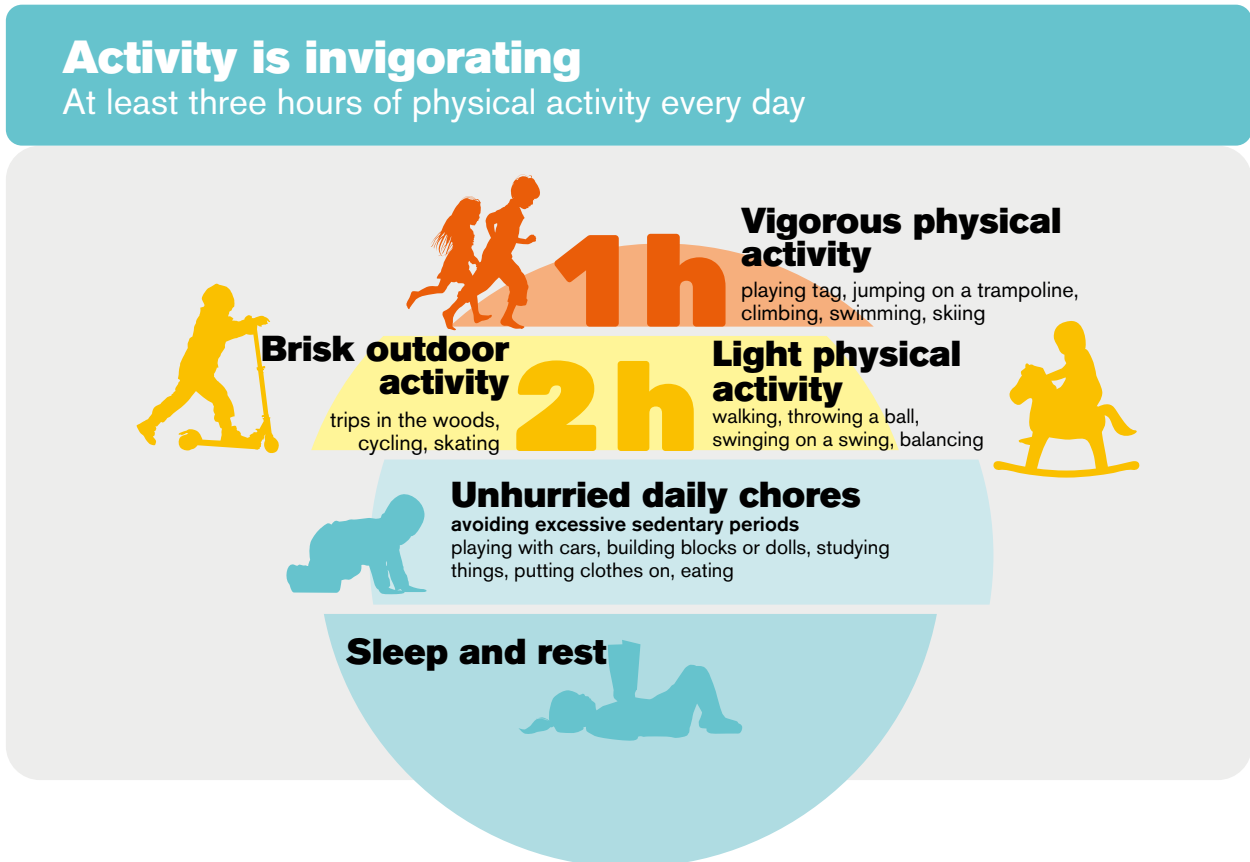 Activity is invigorating
At least three hours of physical activity every day
1 h
Vigorous physical
activity
playing tag, jumping on a trampoline,
climbing, swimming, skiing
Brisk outdoor
activity
trips in the woods,
cycling, skating
2 h
Light physical
activity
walking, throwing a ball,
swinging on a swing, balancing
Unhurried daily chores
avoiding excessive sedentary periods
playing with cars, building blocks or dolls, studying
things, putting clothes on, eating
Sleep and rest